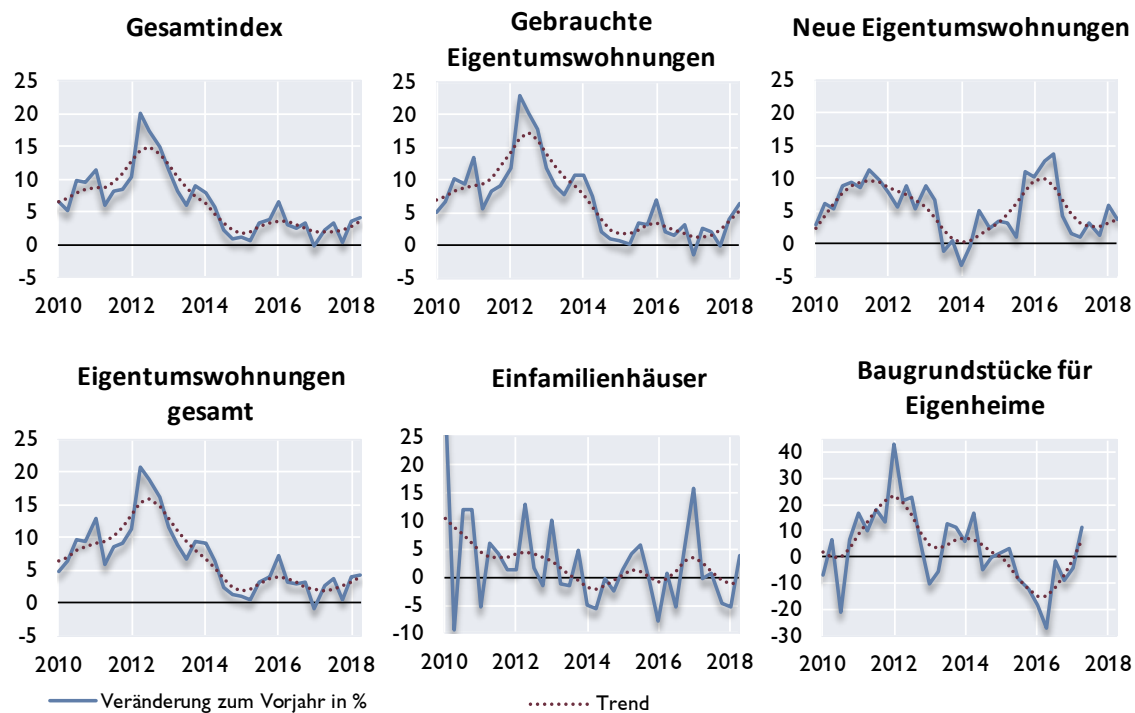 Gesamtindex
25
20
15
10
5
0
-5
2010 2012 2014 2016 2018
Gebrauchte
Eigentumswohnungen
25
20
15
10
5
0
-5
2010 2012 2014 2016 2018
Neue Eigentumswohnungen
25
20
15
10
5
0
-5
2010 2012 2014 2016 2018
Eigentumswohnungen
gesamt
25
20
15
10
5
0
-5
2010 2012 2014 2016 2018
Einfamilienhäuser
25
20
15
10
5
0
-5
-10
2010 2012 2014 2016 2018
Baugrundstücke für
Eigenheime
40
30
20
10
0
-10
-20
-30
2010 2012 2014 2016 2018
Veränderung zum Vorjahr in %
Trend